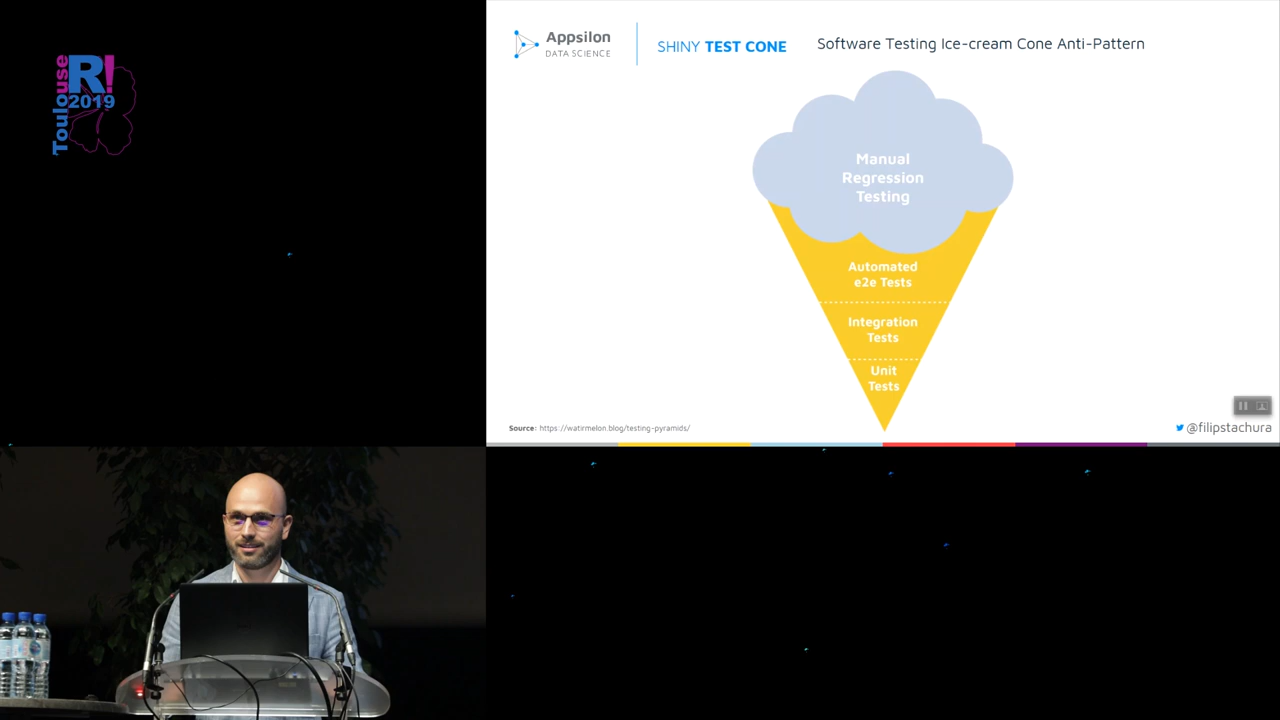 Toulouse
R!
2019
Appsilon
DATA SCIENCE
SHINY TEST CONE
Software Testing Ice-cream Cone Anti-Pattern
Manual
Regression
Testing
Automated
e2e Tests
Integration
Tests
Unit
Tests
Source: https://watirmelon.blog/testing-pyramids/
@filipstachura